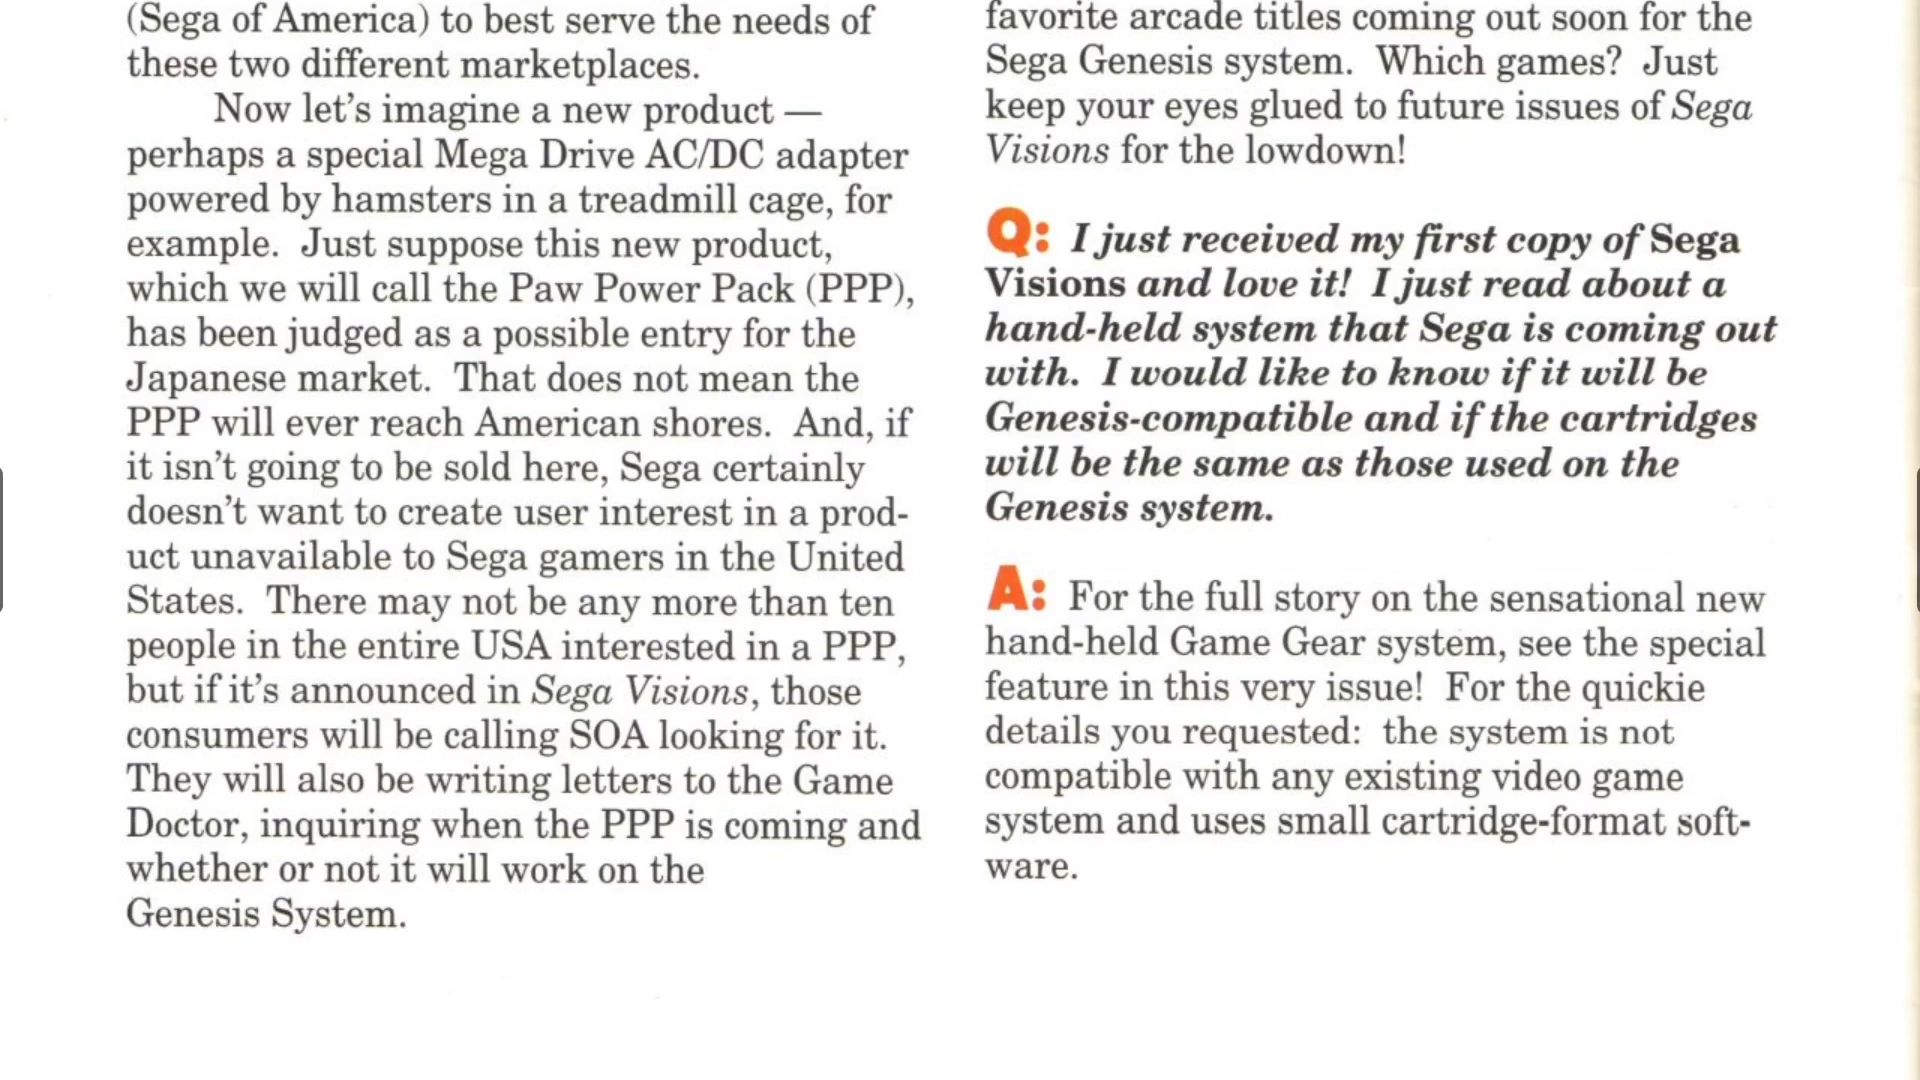 (Sega of America) to best serve the needs of
these two different marketplaces.
Now let's imagine a new product —
perhaps a special Mega Drive AC/DC adapter
powered by hamsters in a treadmill cage, for
example.  Just suppose this new product,
which we will call the Paw Power Pack (PPP),
has been judged as a possible entry for the
Japanese market.  That does not mean the
PPP will ever reach American shores.  And, if
it isn't going to be sold here, Sega certainly
doesn't want to create user interest in a prod-
uct unavailable to Sega gamers in the United
States.  There may not be any more than ten
people in the entire USA interested in a PPP,
but if it's announced in Sega Visions, those
consumers will be calling SOA looking for it.
They will also be writing letters to the Game
Doctor, inquiring when the PPP is coming and
whether or not it will work on the
Genesis System.
favorite arcade titles coming out soon for the
Sega Genesis system.  Which games?  Just
keep your eyes glued to future issues of Sega
Visions for the lowdown!
Q:  I just received my first copy of Sega
Visions and love it!  I just read about a
hand-held system that Sega is coming out
with.  I would like to know if it will be
Genesis-compatible and if the cartridges
will be the same as those used on the
Genesis system.
A:  For the full story on the sensational new
hand-held Game Gear system, see the special
feature in this very issue!  For the quickie
details you requested:  the system is not
compatible with any existing video game
system and uses small cartridge-format soft-
ware.